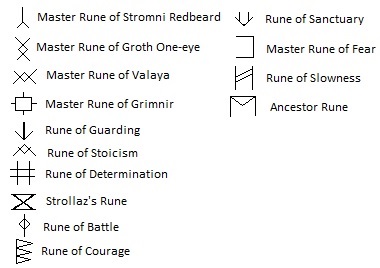 Master Rune of Stromni Redbeard
Master Rune of Groth One-eye
Master Rune of Valaya
Master Rune of Grimnir
Rune of Guarding
Rune of Stoicism
Rune of Determination
Strollaz's Rune
Rune of Battle
Rune of Courage
Rune of Sanctuary
Master Rune of Fear
Rune of Slowness
Ancestor Rune